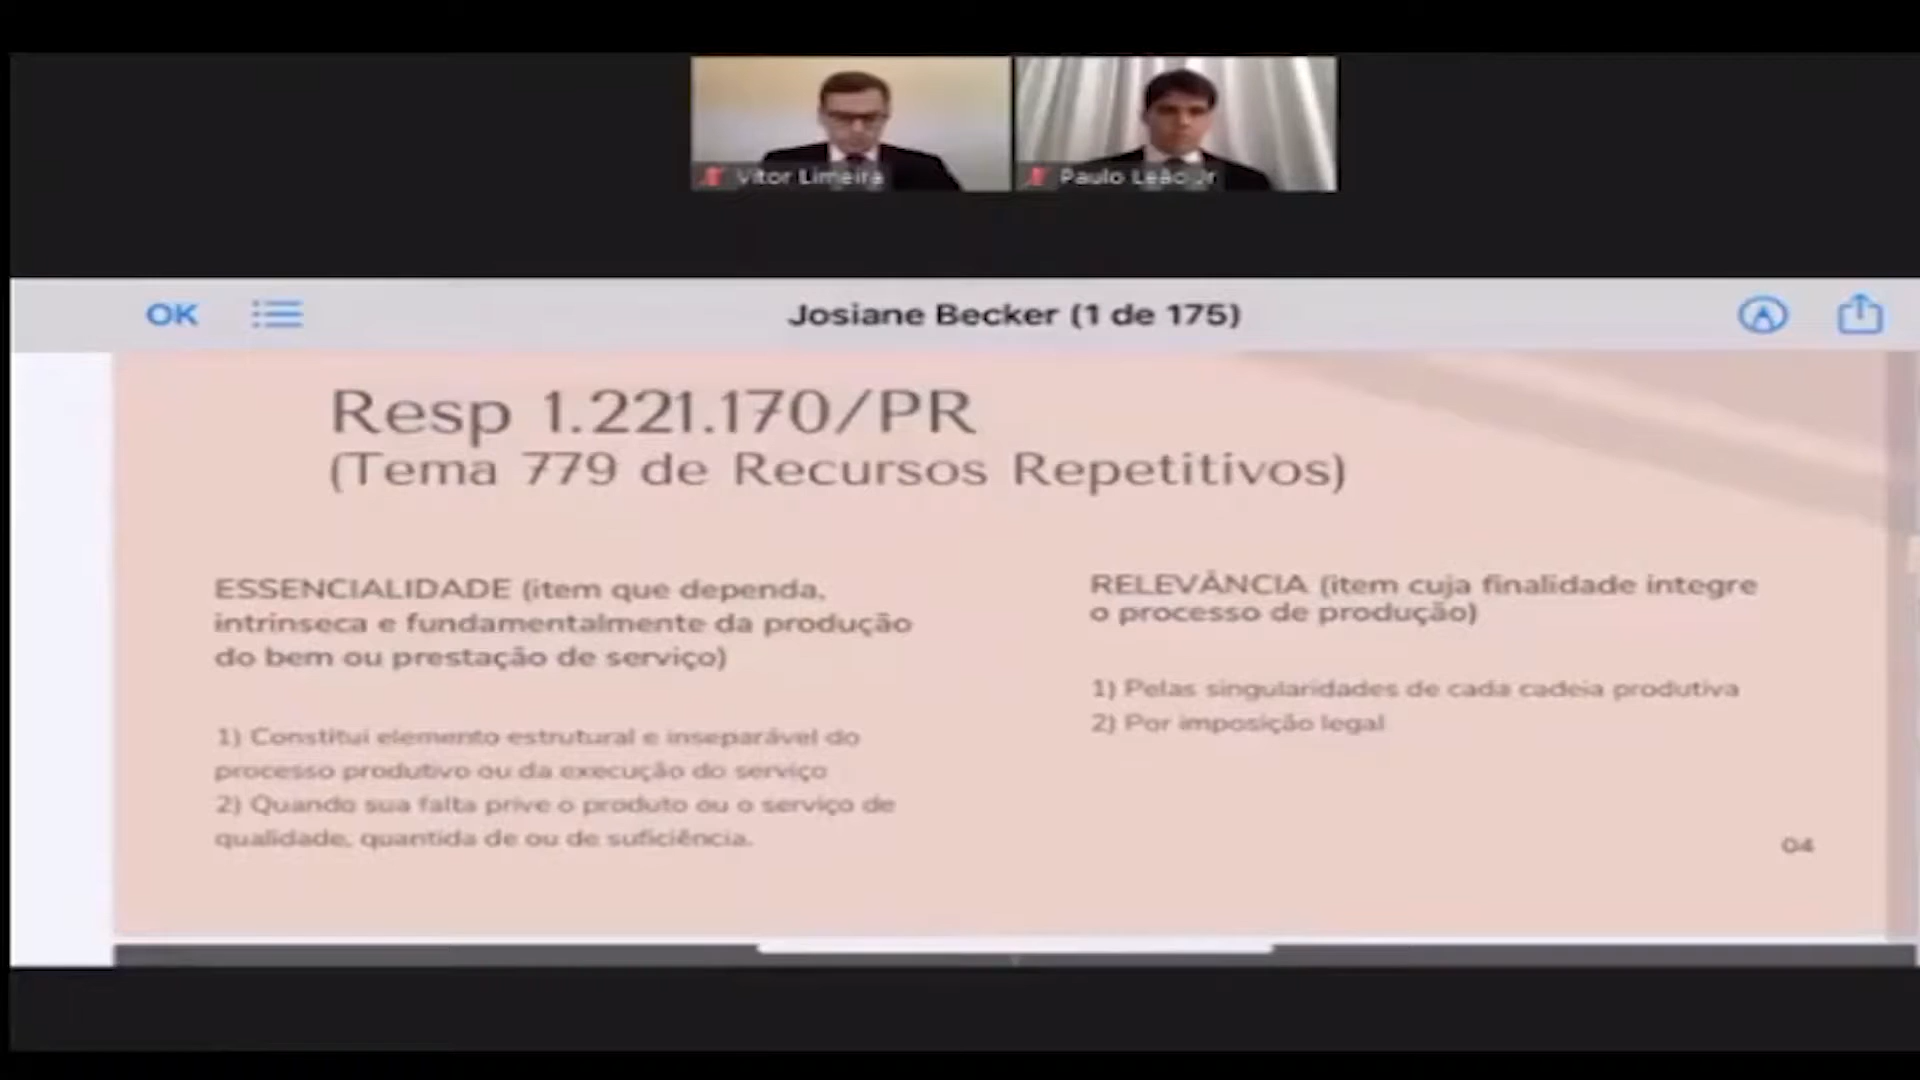 Vitor Limeira
Paulo Leão Jr
OK
Josiane Becker (1 de 175)
Resp 1.221.170/PR
(Tema 779 de Recursos Repetitivos)
ESSENCIALIDADE (item que dependa,
intrinseca e fundamentalmente da produção
do bem ou prestação de serviço)
1) Constitui elemento estrutural e inseparável do
processo produtivo ou da execução do serviço
2) Quando sua falta prive o produto ou o serviço de
qualidade, quantida de ou de suficiência.
RELEVÂNCIA (item cuja finalidade integre
o processo de produção)
1) Pelas singularidades de cada cadeia produtiva
2) Por imposição legal
04